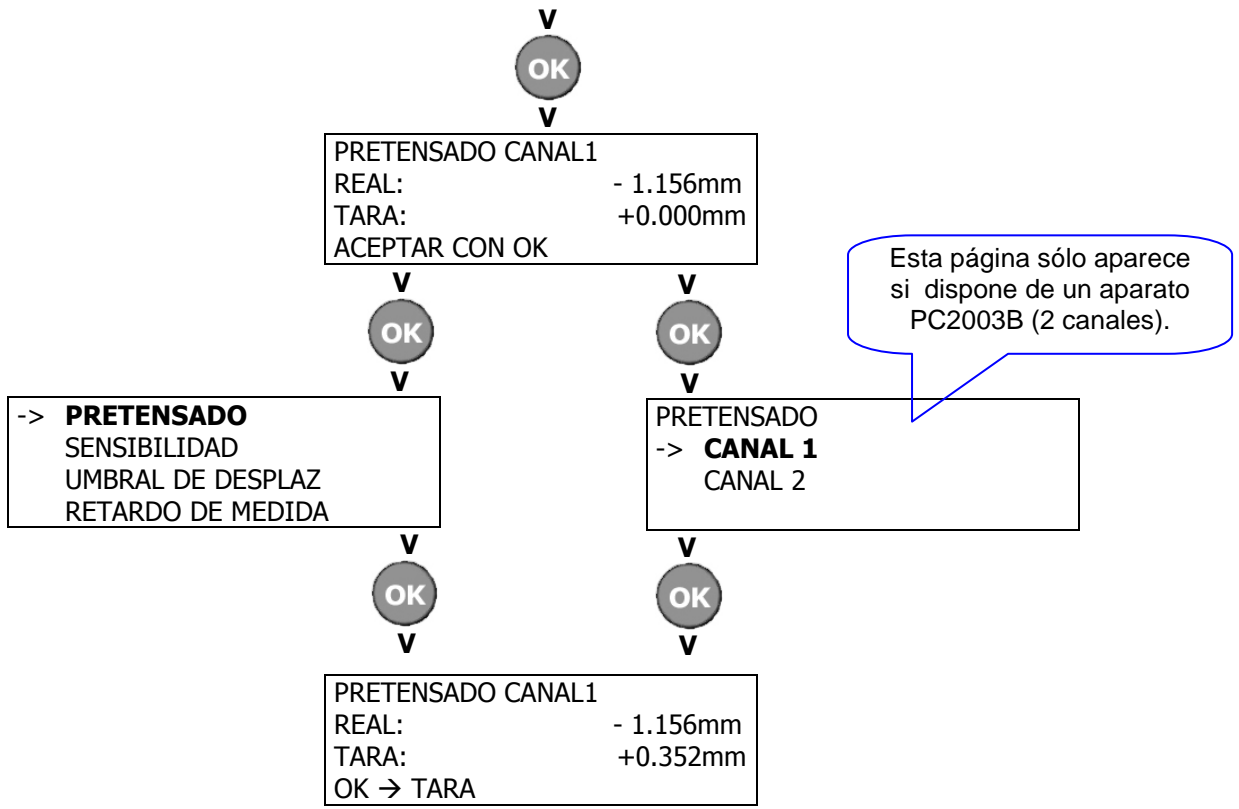 V
OK
V
PRETENSADO CANAL1
REAL: - 1.156mm
TARA: +0.000mm
ACEPTAR CON OK
Esta página sólo aparece
si dispone de un aparato
PC2003B (2 canales).
V V
OK OK
V V
-> PRETENSADO
SENSIBILIDAD
UMBRAL DE DESPLAZ
RETARDO DE MEDIDA
PRETENSADO
-> CANAL 1
CANAL 2
V V
OK OK
V V
PRETENSADO CANAL1
REAL: - 1.156mm
TARA: +0.352mm
OK → TARA